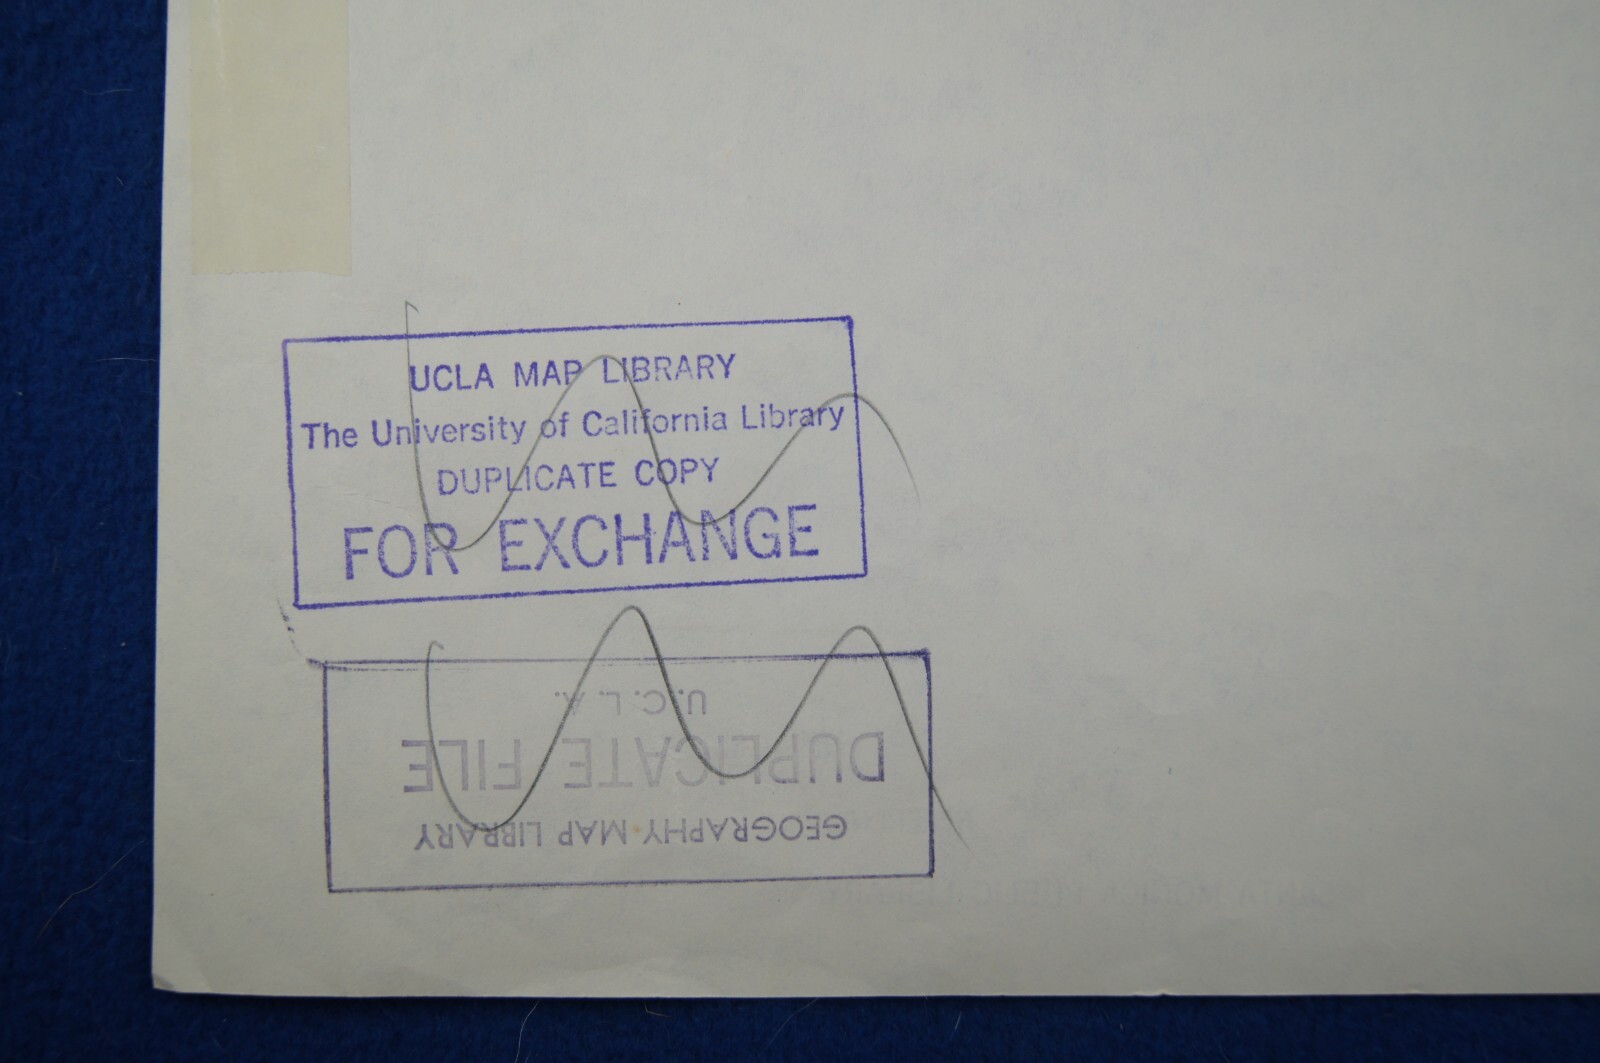 UCLA MAP LIBRARY
The University of California Library
DUPLICATE COPY
FOR EXCHANGE
GEOGRAPHY MAP LIBRARY
DUPLICATE FILE
U. C. L. A.